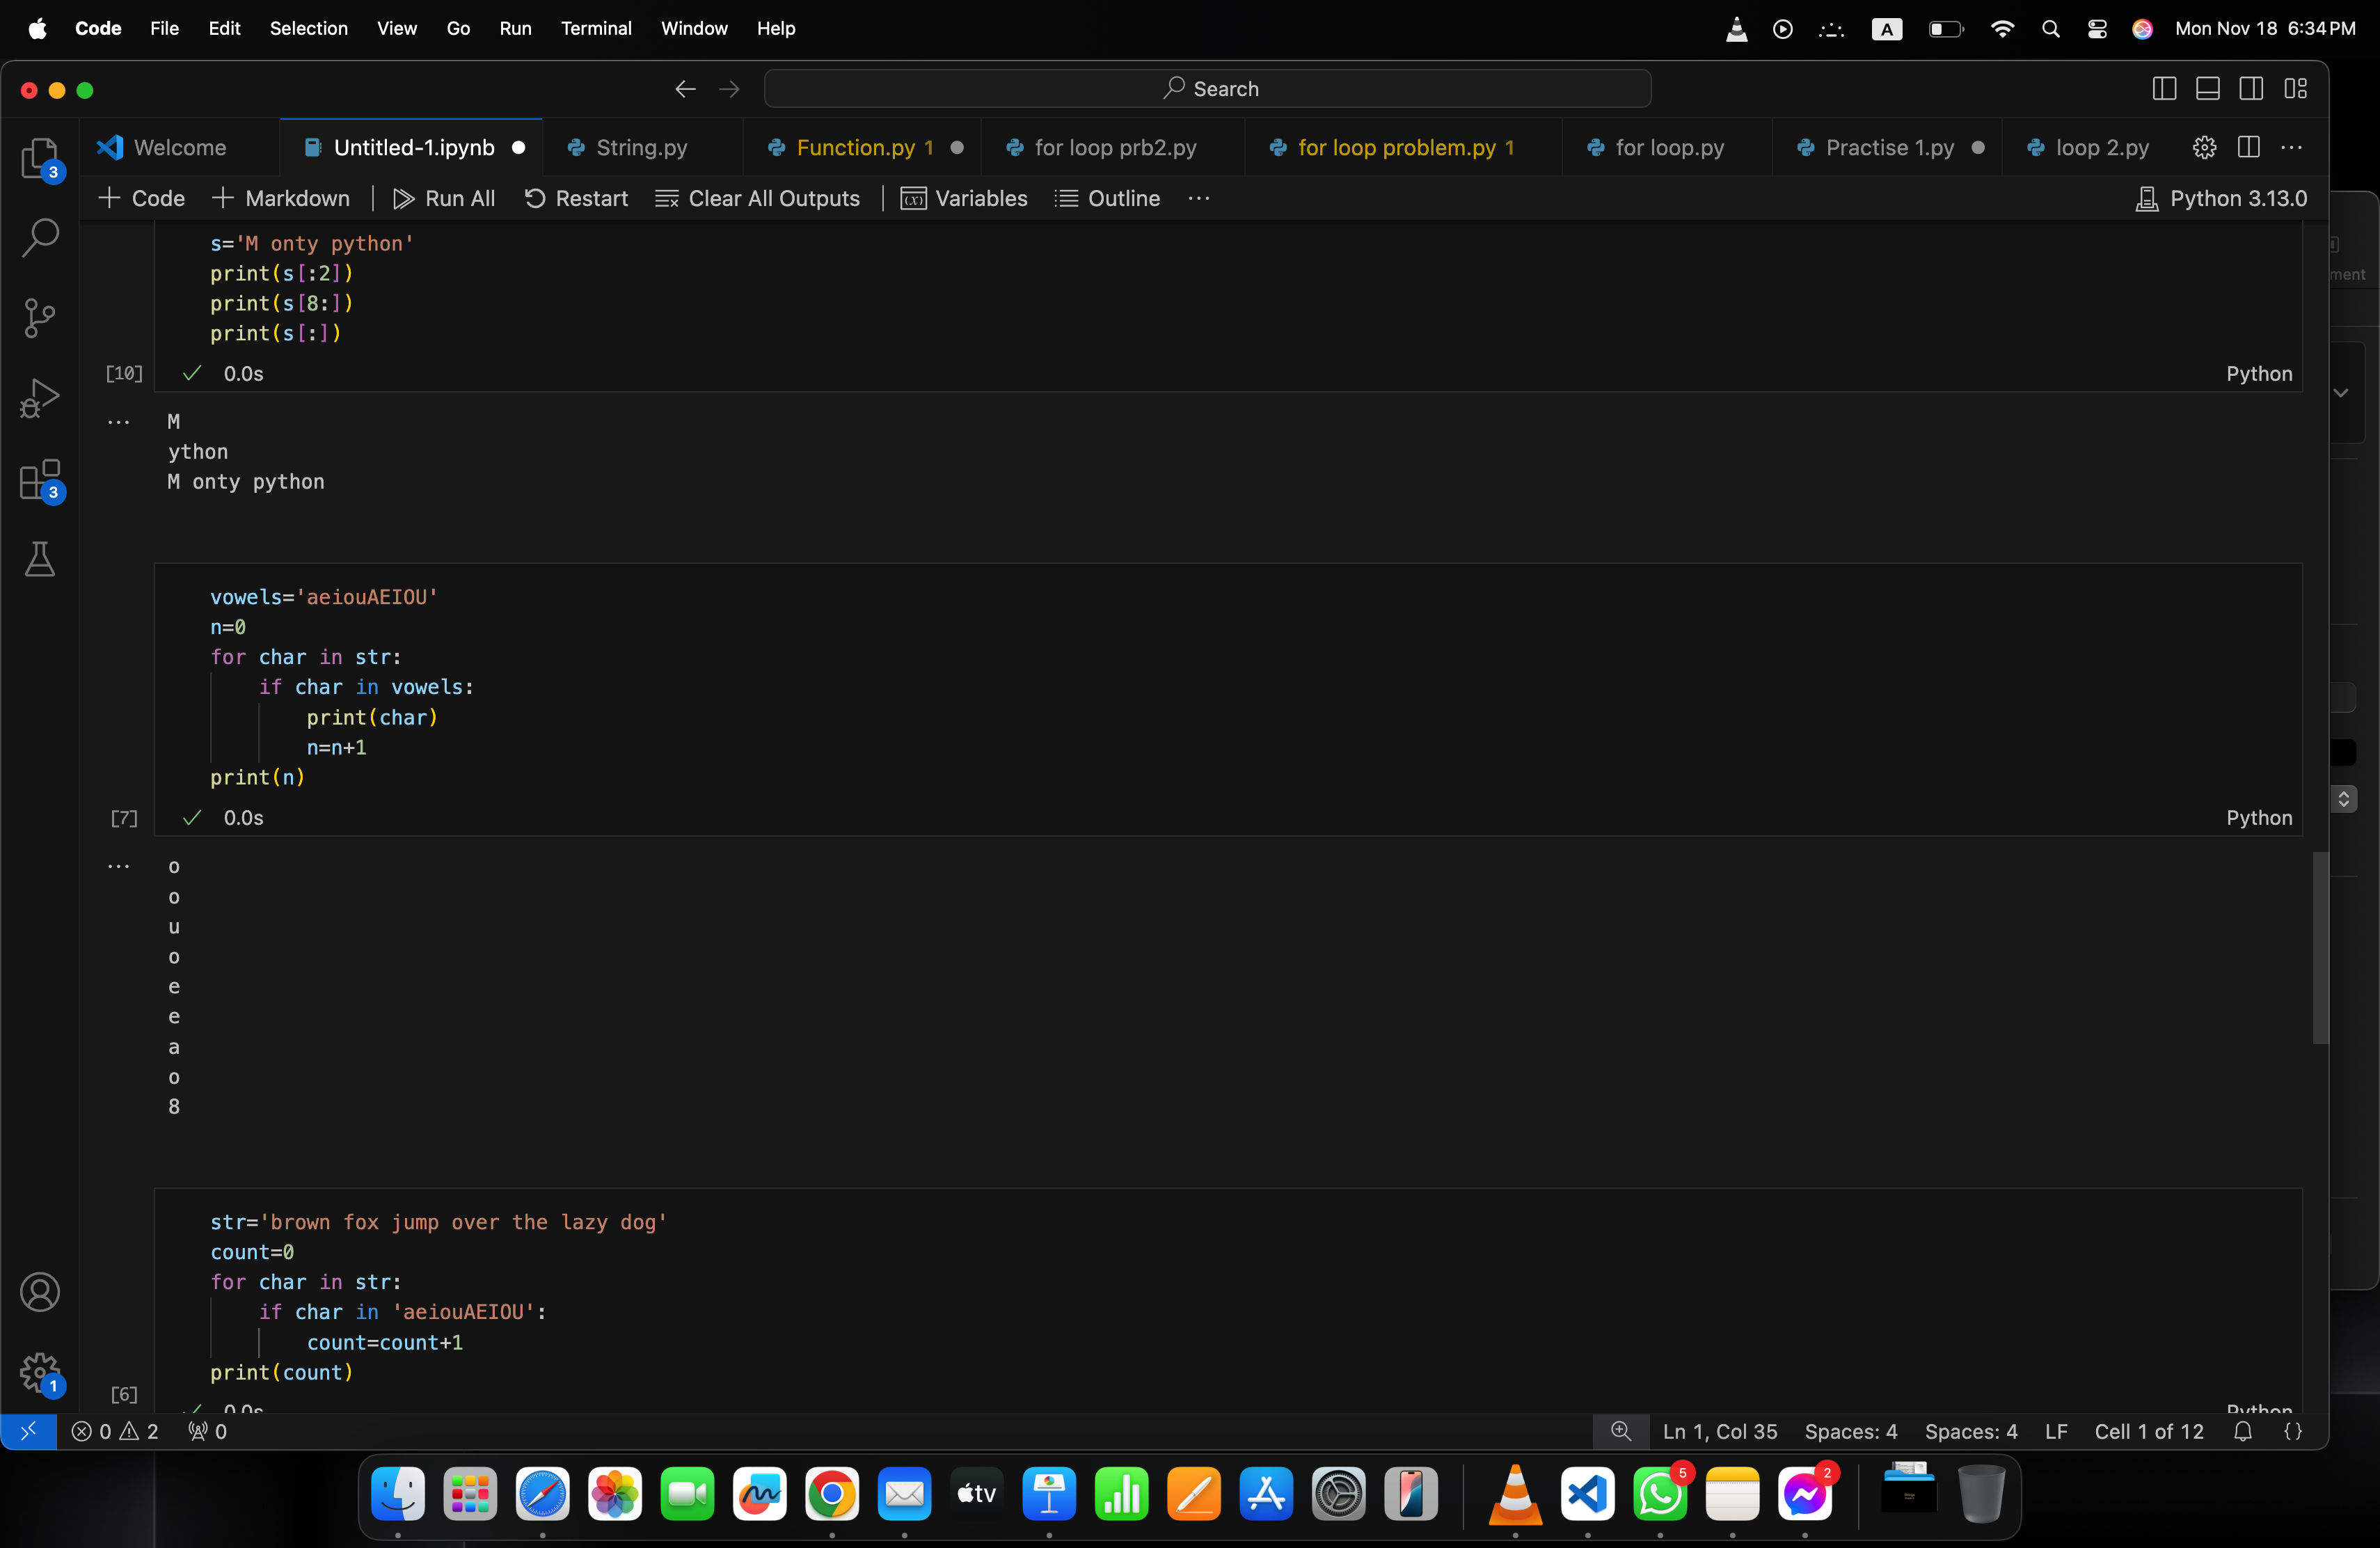 Code File Edit Selection View Go Run Terminal Window Help A Mon Nov 18 6:34 PM
Search
3 Welcome Untitled-1.ipynb String.py Function.py 1 for loop prb2.py for loop problem.py 1 for loop.py Practise 1.py loop 2.py ...
+ Code + Markdown | Run All Restart Clear All Outputs | (x) Variables Outline ... Python 3.13.0
s='M onty python'
print(s[:2])
print(s[8:])
print(s[:])
[10] ✓ 0.0s Python
... M
ython
M onty python
3
vowels='aeiouAEIOU'
n=0
for char in str:
if char in vowels:
print(char)
n=n+1
print(n)
[7] ✓ 0.0s Python
... o
o
u
o
e
e
a
o
8
str='brown fox jump over the lazy dog'
count=0
for char in str:
if char in 'aeiouAEIOU':
count=count+1
print(count)
[6] ✓ 0.0s Python
1
0 2 0 Ln 1, Col 35 Spaces: 4 Spaces: 4 LF Cell 1 of 12 {}
ment
tv 5 2